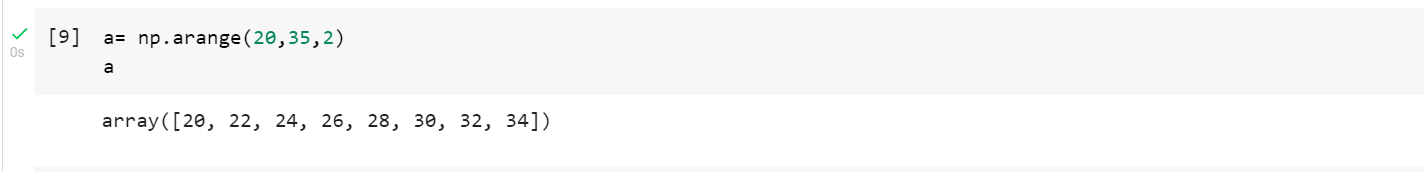 [9] a= np.arange(20,35,2)
0s
a
array([20, 22, 24, 26, 28, 30, 32, 34])